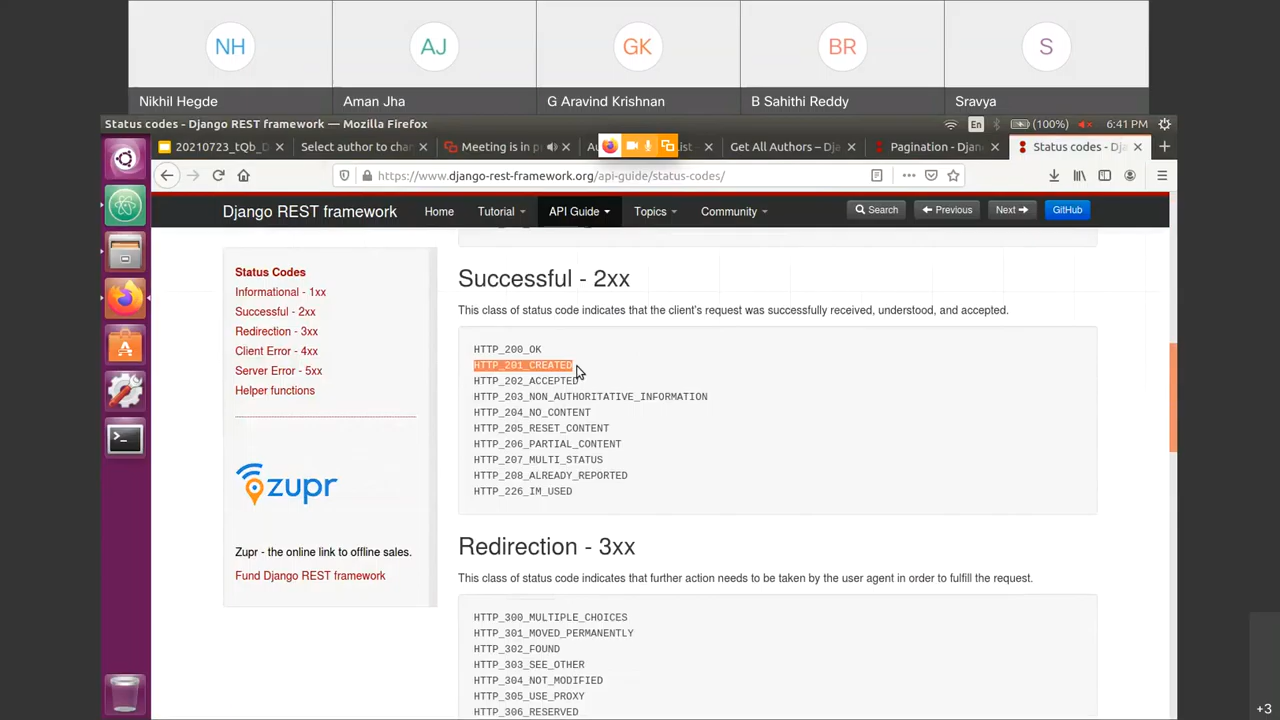 NH AJ GK BR S
Nikhil Hegde Aman Jha G Aravind Krishnan B Sahithi Reddy Sravya
Status codes - Django REST framework — Mozilla Firefox En (100%) 6:41 PM
20210723_tQb_D Select author to chan Meeting is in p Au list - Get All Authors – Dja Pagination - Djang Status codes - Dja
https://www.django-rest-framework.org/api-guide/status-codes/
Django REST framework Home Tutorial API Guide Topics Community Search Previous Next GitHub
Status Codes
Informational - 1xx
Successful - 2xx
Redirection - 3xx
Client Error - 4xx
Server Error - 5xx
Helper functions
zupr
Zupr - the online link to offline sales.
Fund Django REST framework
Successful - 2xx
This class of status code indicates that the client's request was successfully received, understood, and accepted.
HTTP_200_OK
HTTP_201_CREATED
HTTP_202_ACCEPTED
HTTP_203_NON_AUTHORITATIVE_INFORMATION
HTTP_204_NO_CONTENT
HTTP_205_RESET_CONTENT
HTTP_206_PARTIAL_CONTENT
HTTP_207_MULTI_STATUS
HTTP_208_ALREADY_REPORTED
HTTP_226_IM_USED
Redirection - 3xx
This class of status code indicates that further action needs to be taken by the user agent in order to fulfill the request.
HTTP_300_MULTIPLE_CHOICES
HTTP_301_MOVED_PERMANENTLY
HTTP_302_FOUND
HTTP_303_SEE_OTHER
HTTP_304_NOT_MODIFIED
HTTP_305_USE_PROXY
HTTP_306_RESERVED
+3